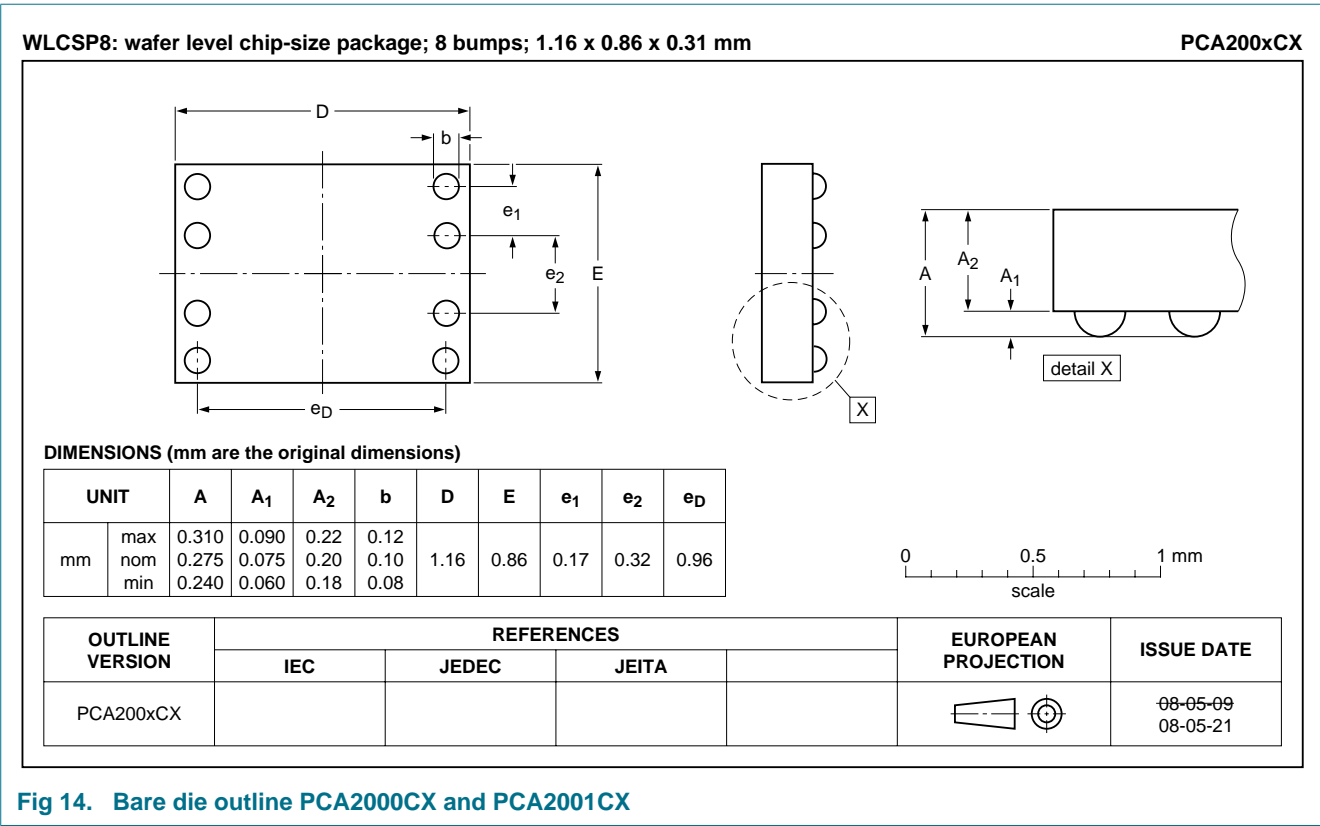 WLCSP8: wafer level chip-size package; 8 bumps; 1.16 x 0.86 x 0.31 mm PCA200xCX
D
b
e1
e2
E
eD
X
A
A2
A1
detail X
DIMENSIONS (mm are the original dimensions)
UNIT A A1 A2 b D E e1 e2 eD
mm max 0.310 0.090 0.22 0.12
nom 0.275 0.075 0.20 0.10 1.16 0.86 0.17 0.32 0.96
min 0.240 0.060 0.18 0.08
0 0.5 1 mm
scale
OUTLINE VERSION REFERENCES EUROPEAN PROJECTION ISSUE DATE
IEC JEDEC JEITA
PCA200xCX 08-05-09
08-05-21
Fig 14. Bare die outline PCA2000CX and PCA2001CX